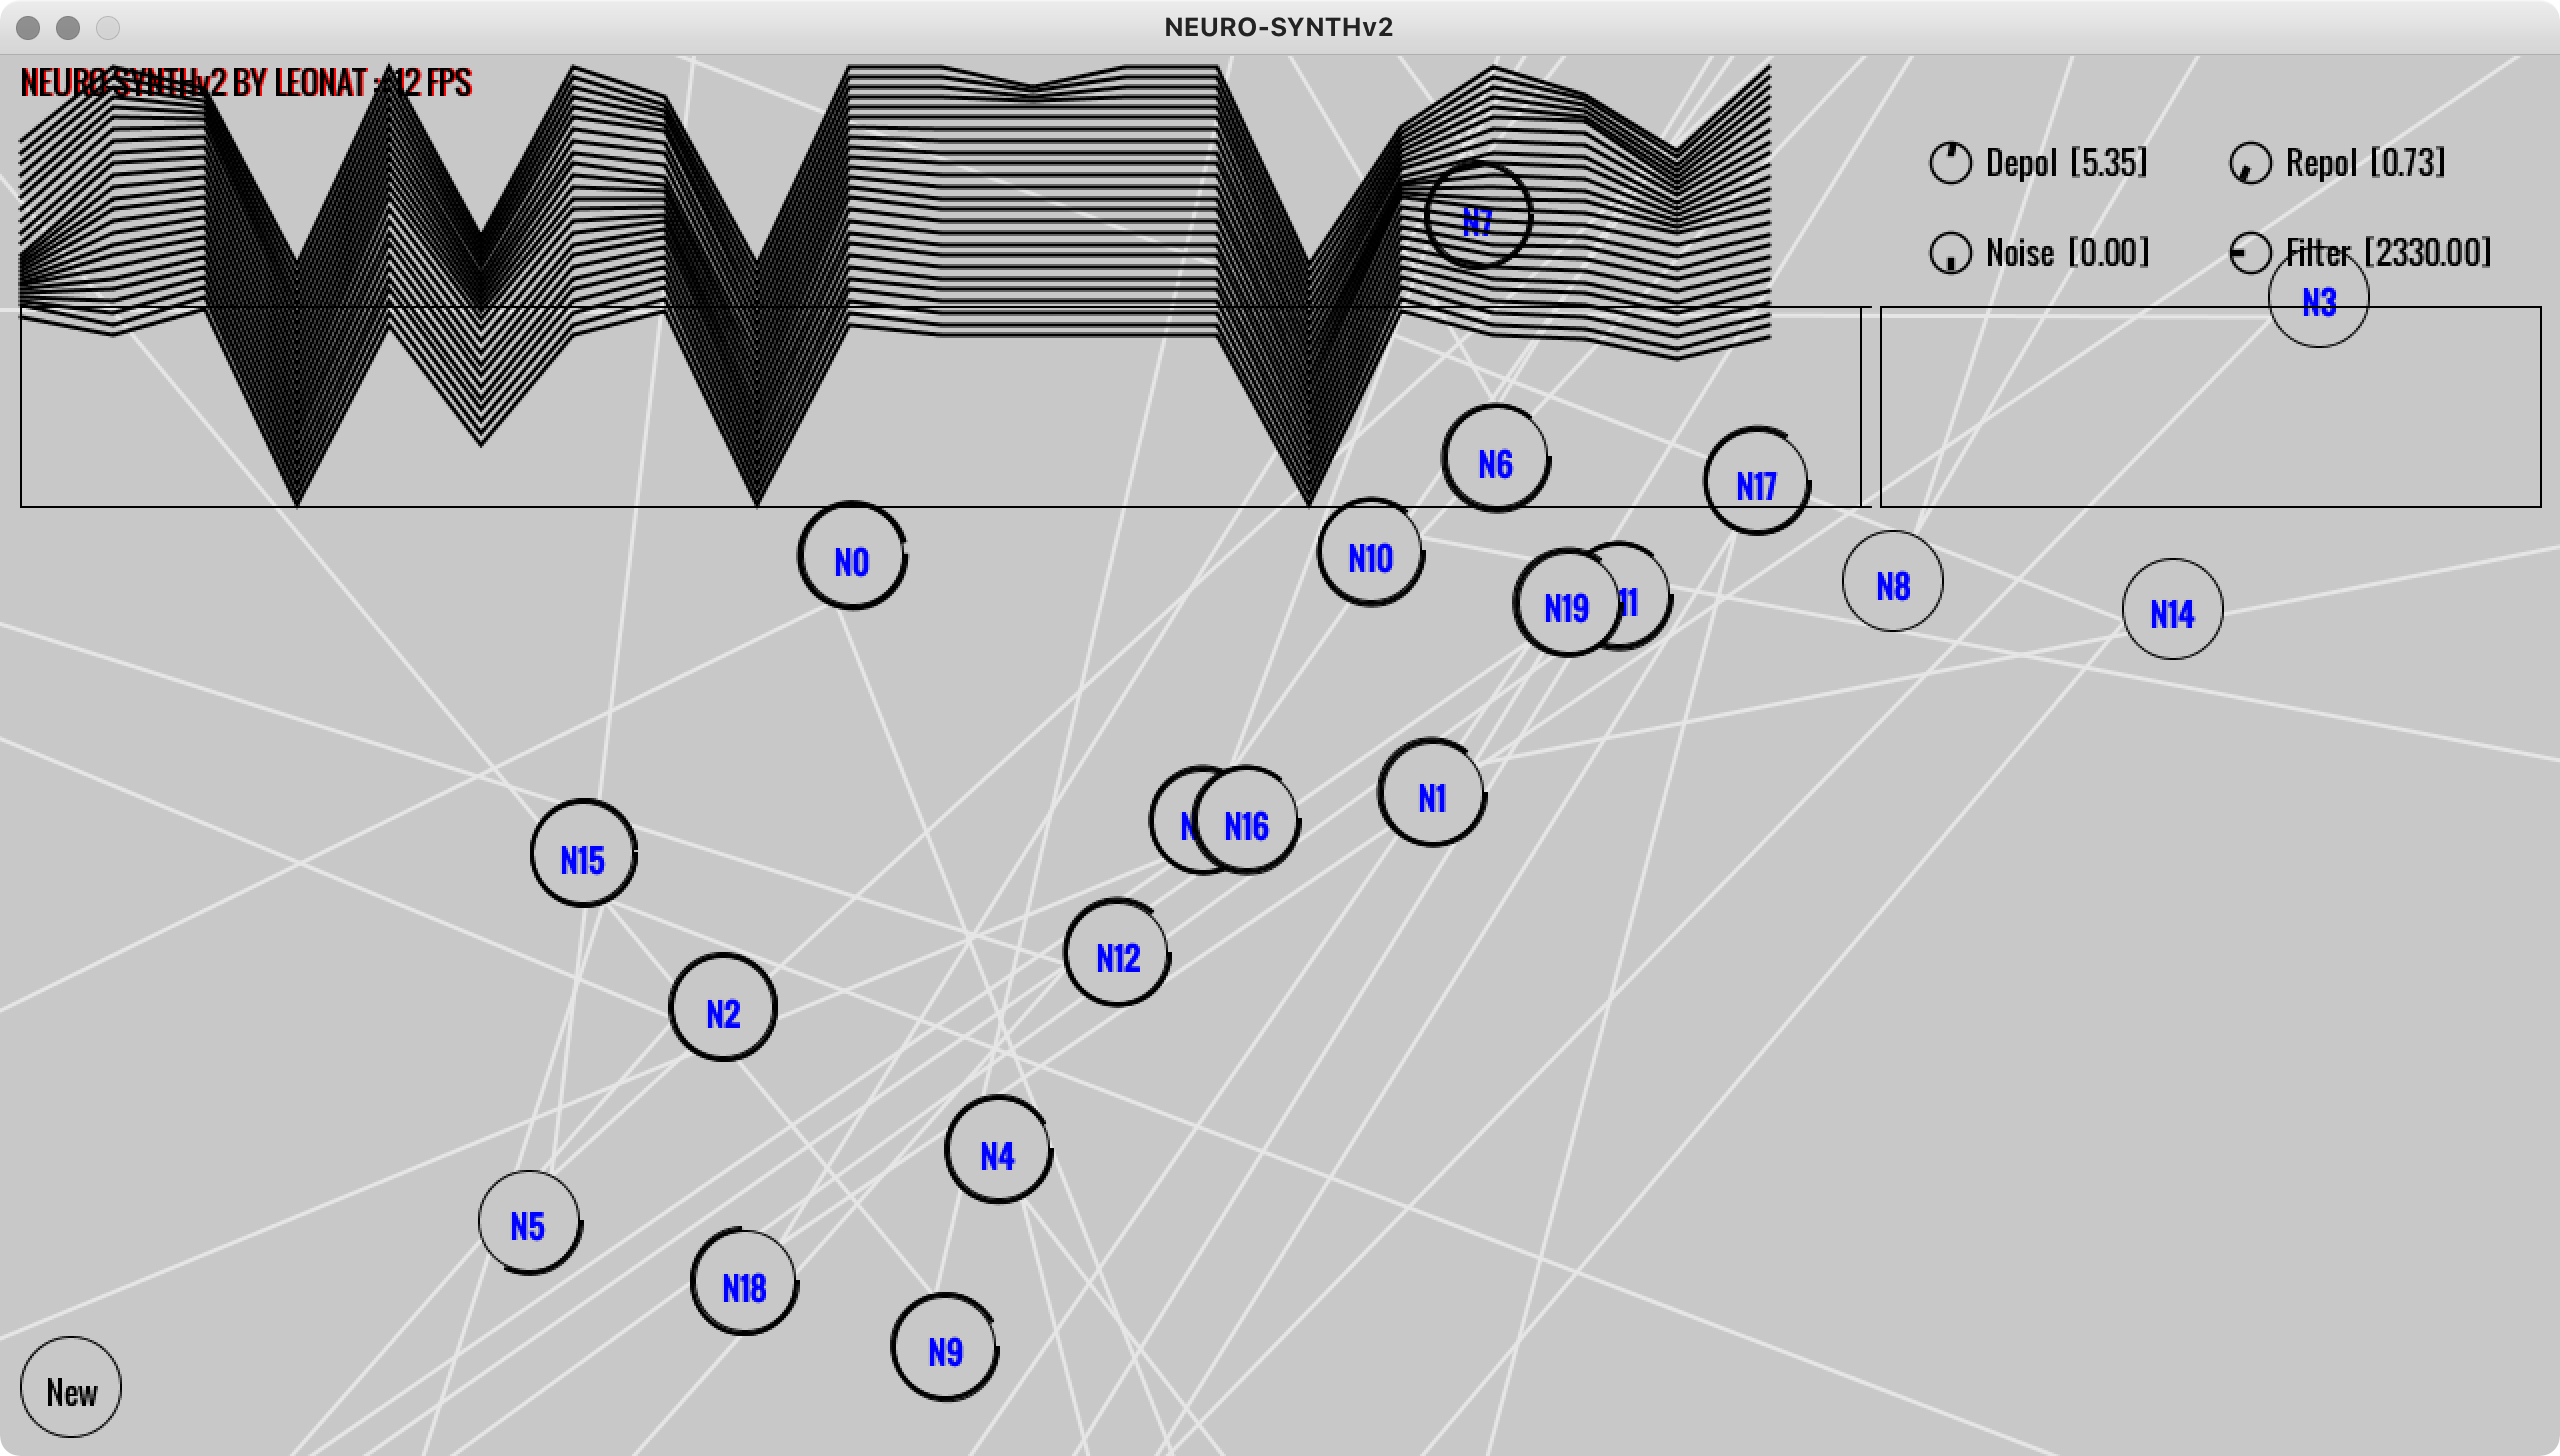 NEURO-SYNTHv2
NEURO-SYNTHv2 BY LEONAT : 12 FPS
Depol [5.35]
Repol [0.73]
Noise [0.00]
Filter [2330.00]
N7
N3
N6
N17
N0
N10
N19
11
N8
N14
N1
N
N16
N15
N12
N2
N4
N5
N18
N9
New